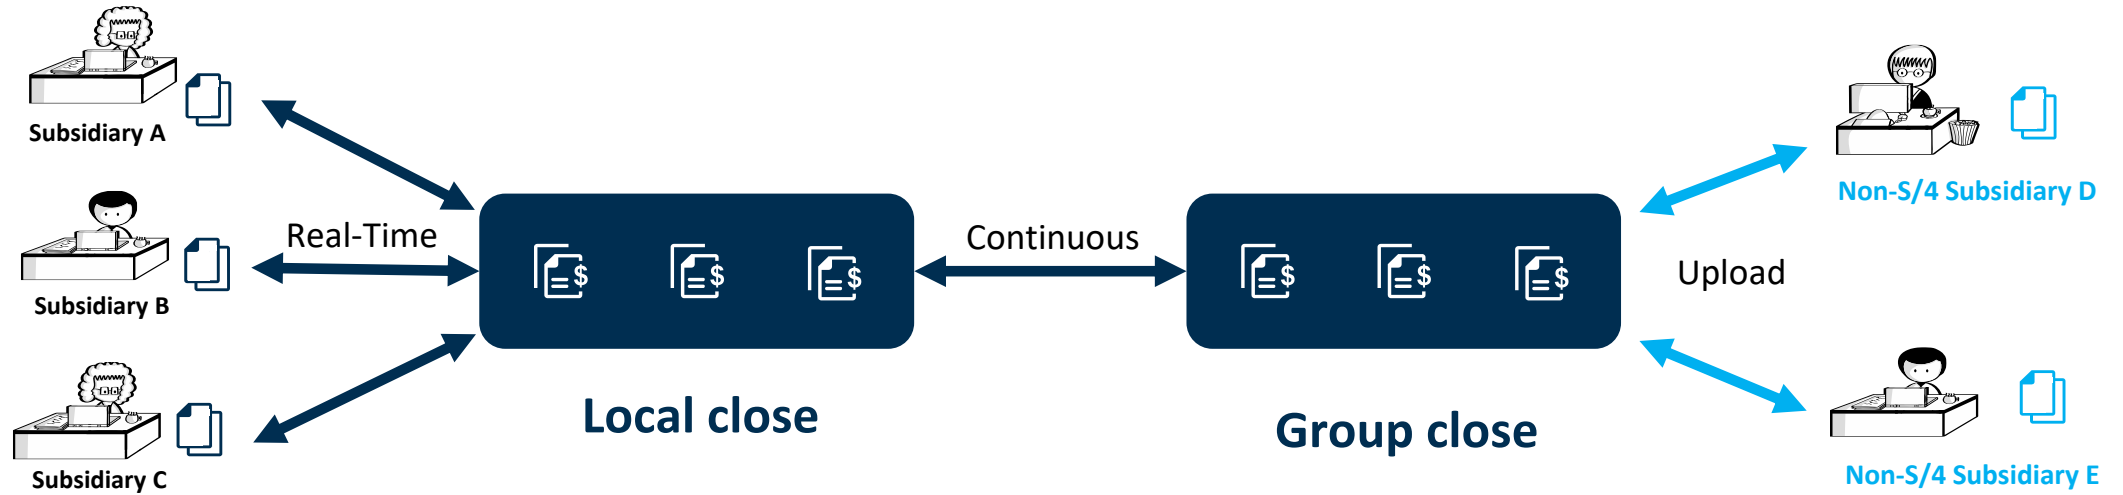 Subsidiary A
Subsidiary B
Subsidiary C
Real-Time
$ $ $
Local close
Continuous
$ $ $
Group close
Upload
Non-S/4 Subsidiary D
Non-S/4 Subsidiary E